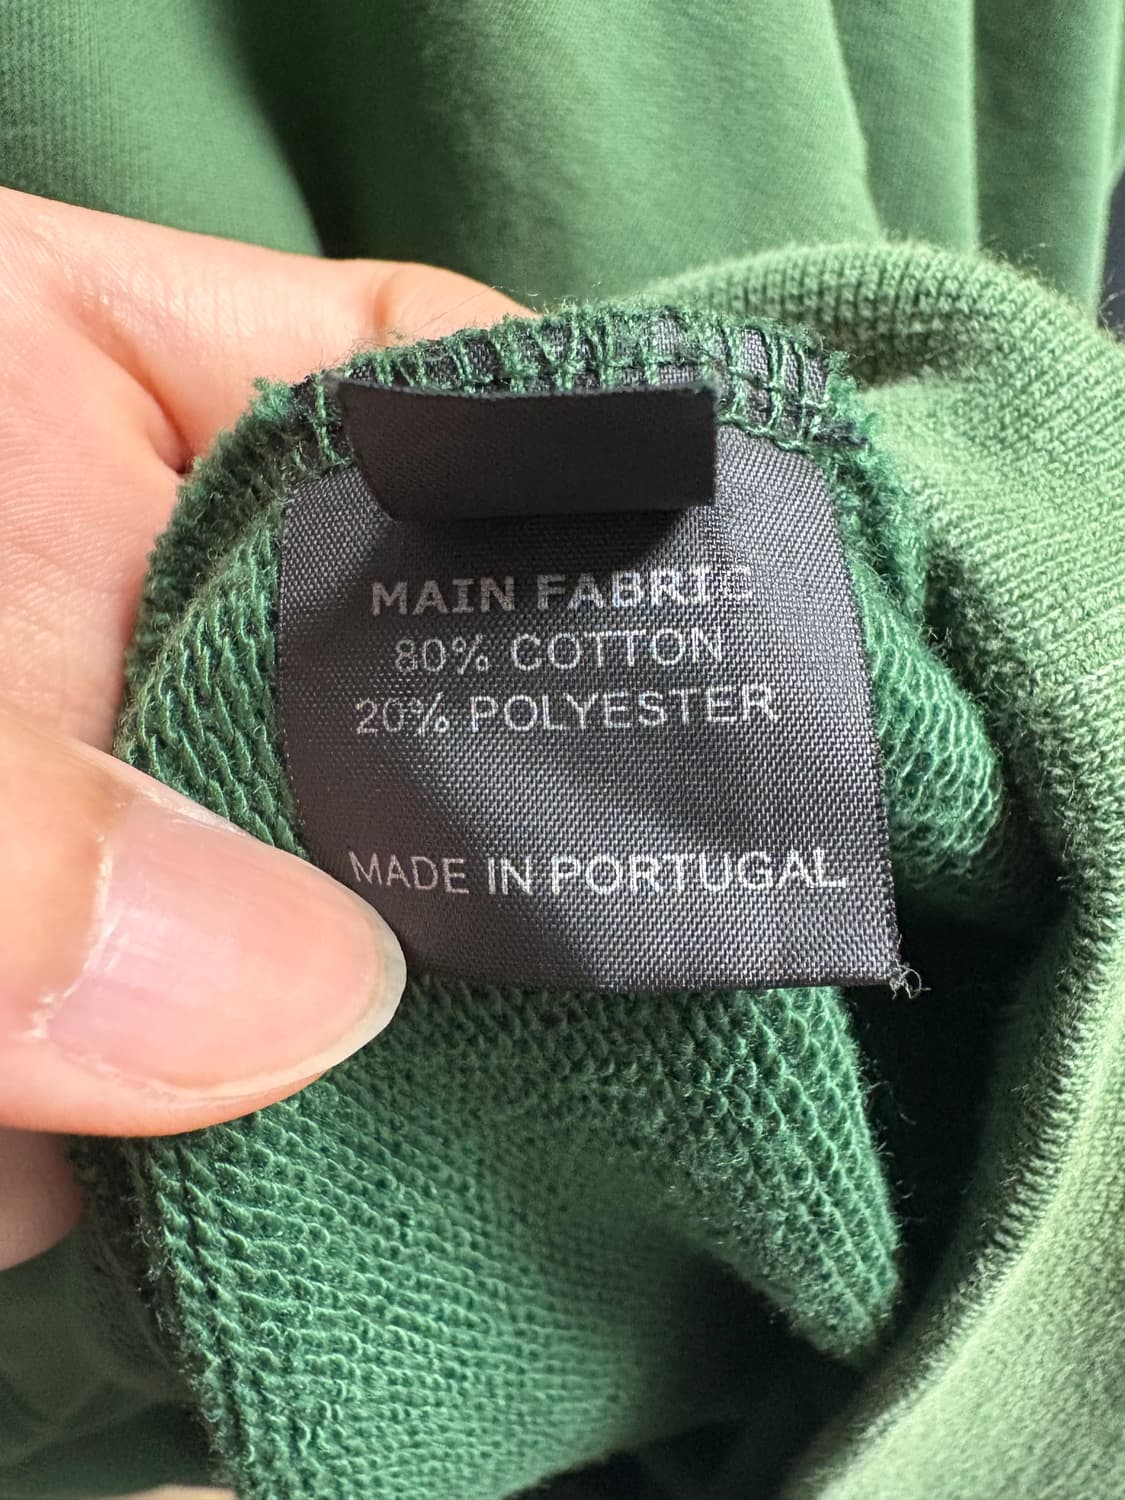 MAIN FABRIC
80% COTTON
20% POLYESTER
MADE IN PORTUGAL